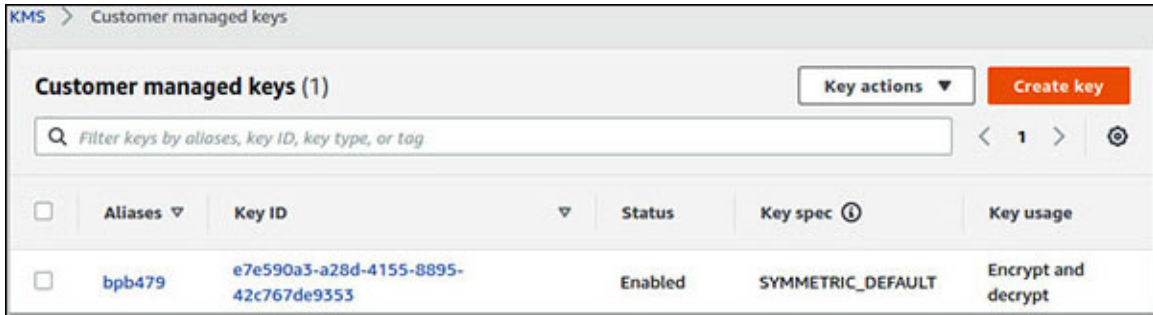 KMS > Customer managed keys
Customer managed keys (1)
Key actions ▼
Create key
Filter keys by aliases, key ID, key type, or tag
< 1 >
Aliases Key ID Status Key spec Key usage
bpb479 e7e590a3-a28d-4155-8895- Enabled SYMMETRIC_DEFAULT Encrypt and
42c767de9353 decrypt